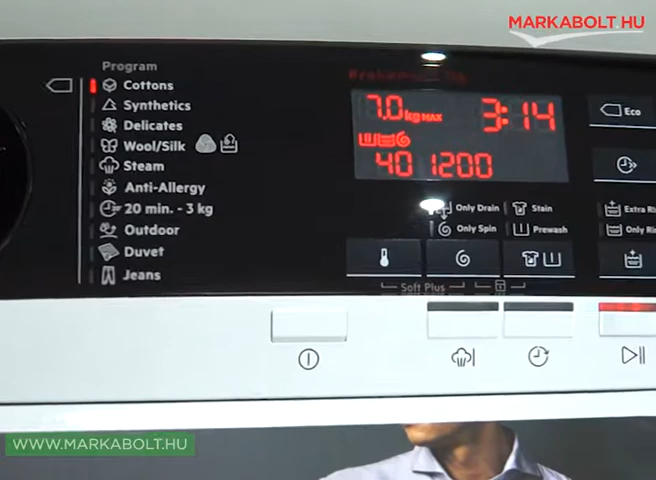 MARKABOLT.HU
Program
Cottons
Synthetics
Delicates
Wool/Silk
Steam
Anti-Allergy
20 min. - 3 kg
Outdoor
Duvet
Jeans
7.0 kg MAX 3:14
40 1200
Eco
Only Drain Stain Extra
Only Spin Prewash Only
Soft Plus
WWW.MARKABOLT.HU